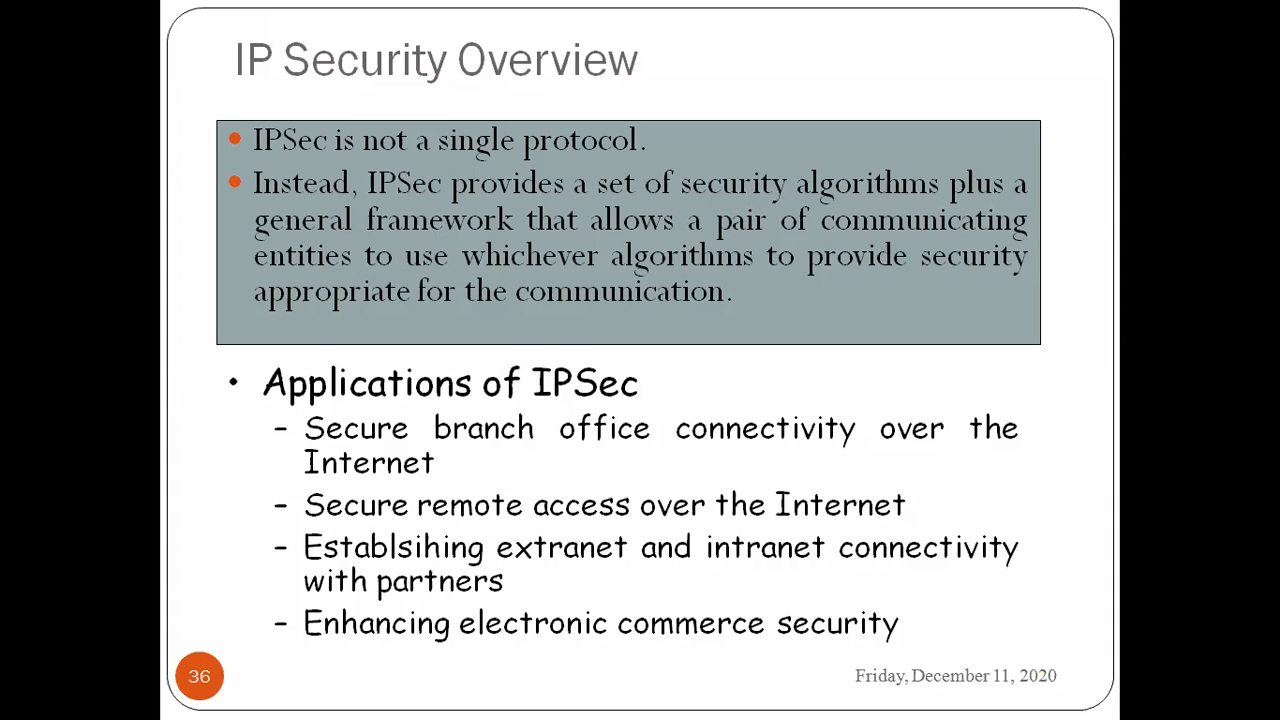 IP Security Overview
• IPSec is not a single protocol.
• Instead, IPSec provides a set of security algorithms plus a
general framework that allows a pair of communicating
entities to use whichever algorithms to provide security
appropriate for the communication.
• Applications of IPSec
– Secure branch office connectivity over the
Internet
– Secure remote access over the Internet
– Establsihing extranet and intranet connectivity
with partners
– Enhancing electronic commerce security
36
Friday, December 11, 2020